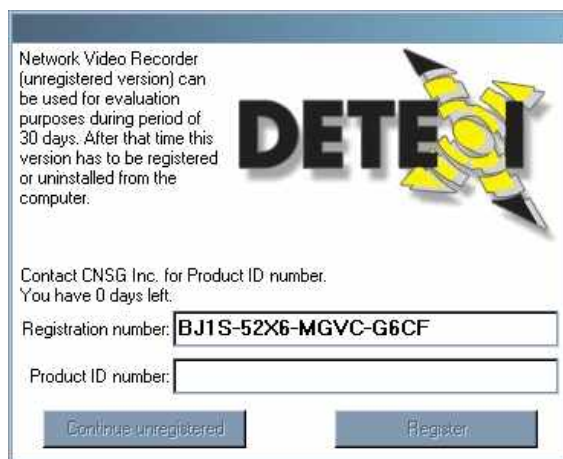 Network Video Recorder
(unregistered version) can
be used for evaluation
purposes during period of
30 days. After that time this
version has to be registered
or uninstalled from the
computer.
DETEXI
Contact CNSG Inc. for Product ID number.
You have 0 days left.
Registration number: BJ1S-52X6-MGVC-G6CF
Product ID number:
Continue unregistered Register